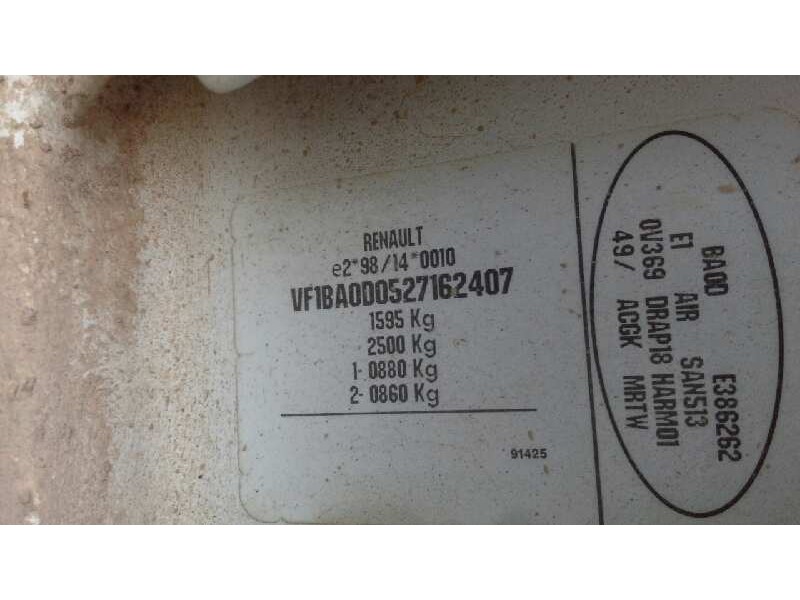 RENAULT
e2*98/14*0010
VF1BA0D0527162407
1595 Kg
2500 Kg
1- 0880 Kg
2- 0860 Kg
91425
BA0D E386262
E1 AIR SAN513
0V369 DRAP18 HARM01
49/ ACGK MRTW